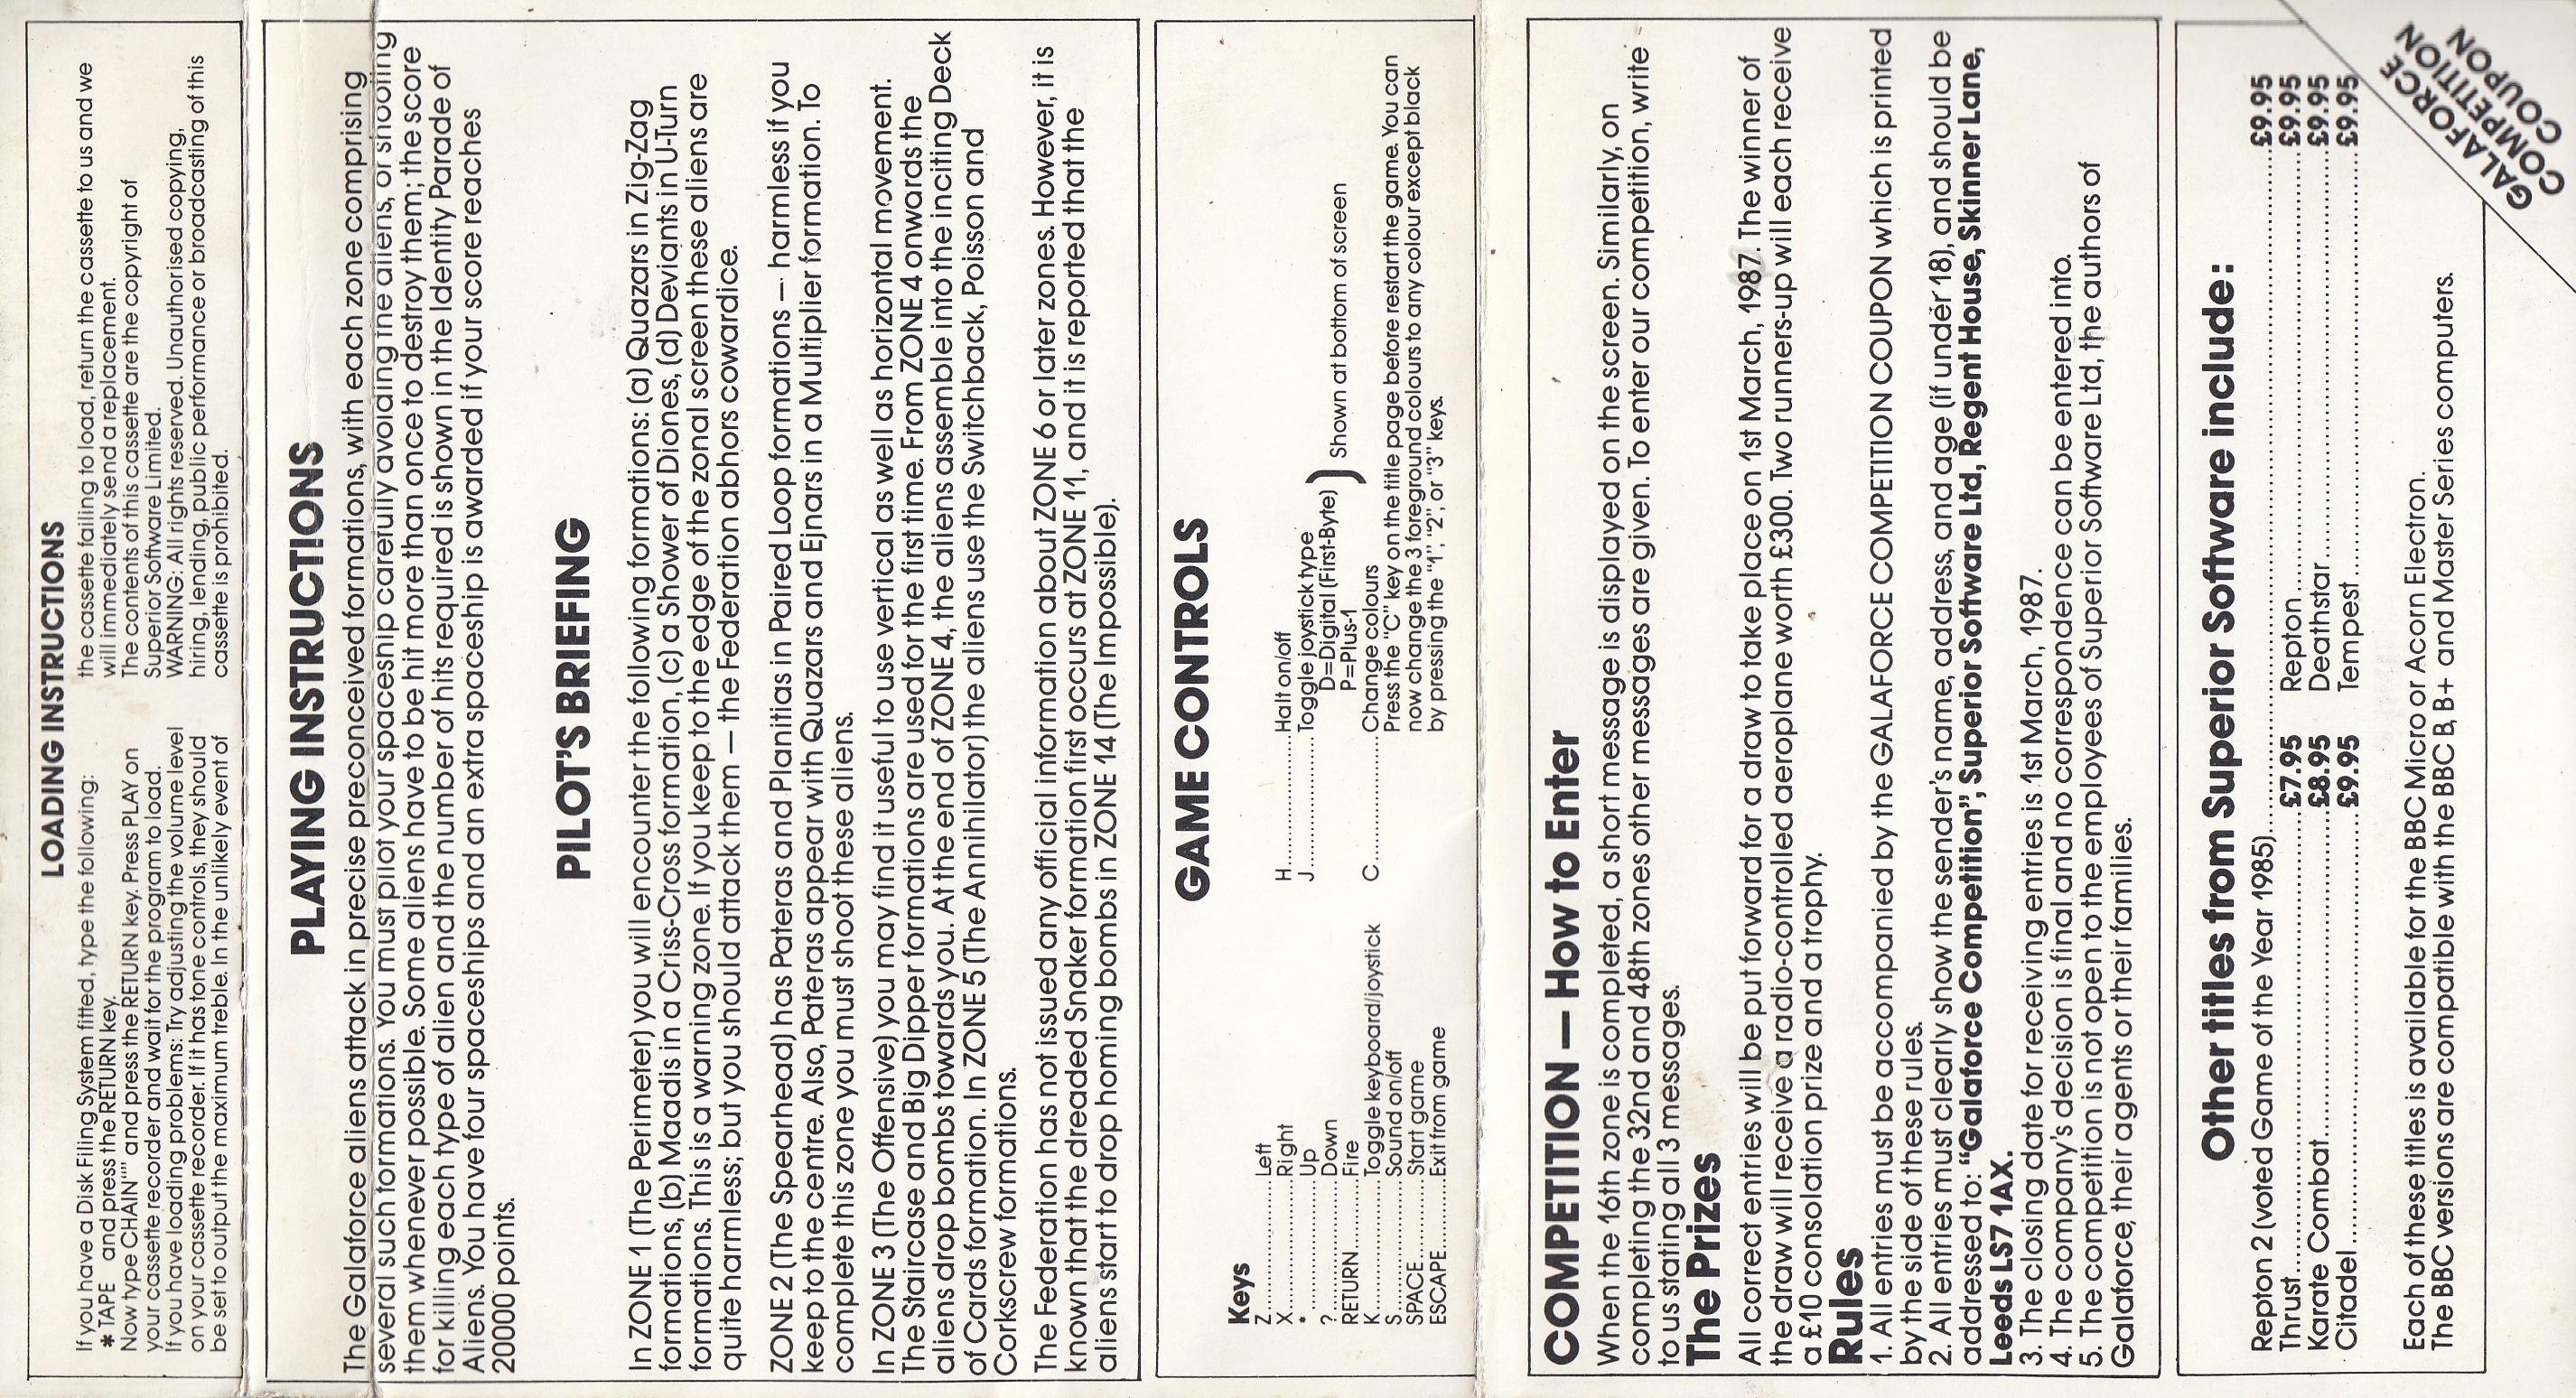 LOADING INSTRUCTIONS
If you have a Disk Filing System fitted, type the following:
* TAPE and press the RETURN key.
Now type CHAIN"" and press the RETURN key. Press PLAY on
your cassette recorder and wait for the program to load.
If you have loading problems: Try adjusting the volume level
on your cassette recorder. If it has tone controls, they should
be set to output the maximum treble. In the unlikely event of
the cassette failing to load, return the cassette to us and we
will immediately send a replacement.
The contents of this cassette are the copyright of
Superior Software Limited.
WARNING: All rights reserved. Unauthorised copying,
hiring, lending, public performance or broadcasting of this
cassette is prohibited.
PLAYING INSTRUCTIONS
The Galaforce aliens attack in precise preconceived formations, with each zone comprising
several such formations. You must pilot your spaceship carefully avoiding the aliens, or shooting
them whenever possible. Some aliens have to be hit more than once to destroy them; the score
for killing each type of alien and the number of hits required is shown in the Identity Parade of
Aliens. You have four spaceships and an extra spaceship is awarded if your score reaches
20000 points.
PILOT'S BRIEFING
In ZONE 1 (The Perimeter) you will encounter the following formations: (a) Quazars in Zig-Zag
formations, (b) Maadis in a Criss-Cross formation, (c) a Shower of Diones, (d) Deviants in U-Turn
formations. This is a warning zone. If you keep to the edge of the zonal screen these aliens are
quite harmless; but you should attack them — the Federation abhors cowardice.
ZONE 2 (The Spearhead) has Pateras and Planitias in Paired Loop formations — harmless if you
keep to the centre. Also, Pateras appear with Quazars and Ejnars in a Multiplier formation. To
complete this zone you must shoot these aliens.
In ZONE 3 (The Offensive) you may find it useful to use vertical as well as horizontal movement.
The Staircase and Big Dipper formations are used for the first time. From ZONE 4 onwards the
aliens drop bombs towards you. At the end of ZONE 4, the aliens assemble into the inciting Deck
of Cards formation. In ZONE 5 (The Annihilator) the aliens use the Switchback, Poisson and
Corkscrew formations.
The Federation has not issued any official information about ZONE 6 or later zones. However, it is
known that the dreaded Snaker formation first occurs at ZONE 11, and it is reported that the
aliens start to drop homing bombs in ZONE 14 (The Impossible).
GAME CONTROLS
Keys
Z.................Left
X.................Right
*.................Up
?.................Down
RETURN.........Fire
K.................Toggle keyboard/joystick
S.................Sound on/off
SPACE...........Start game
ESCAPE.........Exit from game
H.................Halt on/off
J.................Toggle joystick type
D=Digital (First-Byte)
P=Plus-1
) Shown at bottom of screen
C.................Change colours
Press the "C" key on the title page before restart the game. You can
now change the 3 foreground colours to any colour except black
by pressing the "1", "2", or "3" keys.
COMPETITION — How to Enter
When the 16th zone is completed, a short message is displayed on the screen. Similarly, on
completing the 32nd and 48th zones other messages are given. To enter our competition, write
to us stating all 3 messages.
The Prizes
All correct entries will be put forward for a draw to take place on 1st March, 1987. The winner of
the draw will receive a radio-controlled aeroplane worth £300. Two runners-up will each receive
a £10 consolation prize and a trophy.
Rules
1. All entries must be accompanied by the GALAFORCE COMPETITION COUPON which is printed
by the side of these rules.
2. All entries must clearly show the sender's name, address, and age (if under 18), and should be
addressed to: "Galaforce Competition", Superior Software Ltd, Regent House, Skinner Lane,
Leeds LS7 1AX.
3. The closing date for receiving entries is 1st March, 1987.
4. The company's decision is final and no correspondence can be entered into.
5. The competition is not open to the employees of Superior Software Ltd, the authors of
Galaforce, their agents or their families.
Other titles from Superior Software include:
Repton 2 (voted Game of the Year 1985)..........£9.95
Thrust..........£7.95 Repton..........£9.95
Karate Combat..........£8.95 Deathstar..........£9.95
Citadel..........£9.95 Tempest..........£9.95
Each of these titles is available for the BBC Micro or Acorn Electron.
The BBC versions are compatible with the BBC B, B+ and Master Series computers.
GALAFORCE
COMPETITION
COUPON